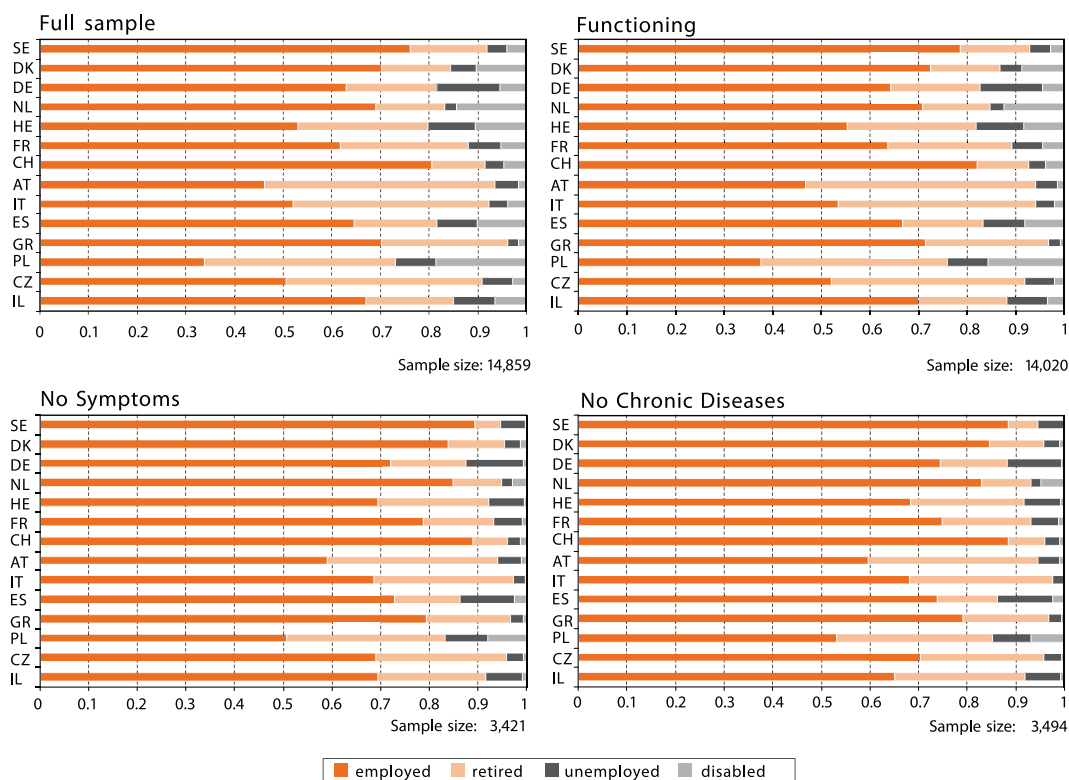 Full sample
SE
DK
DE
NL
HE
FR
CH
AT
IT
ES
GR
PL
CZ
IL
0 0.1 0.2 0.3 0.4 0.5 0.6 0.7 0.8 0.9 1
Sample size: 14,859
Functioning
SE
DK
DE
NL
HE
FR
CH
AT
IT
ES
GR
PL
CZ
IL
0 0.1 0.2 0.3 0.4 0.5 0.6 0.7 0.8 0.9 1
Sample size: 14,020
No Symptoms
SE
DK
DE
NL
HE
FR
CH
AT
IT
ES
GR
PL
CZ
IL
0 0.1 0.2 0.3 0.4 0.5 0.6 0.7 0.8 0.9 1
Sample size: 3,421
No Chronic Diseases
SE
DK
DE
NL
HE
FR
CH
AT
IT
ES
GR
PL
CZ
IL
0 0.1 0.2 0.3 0.4 0.5 0.6 0.7 0.8 0.9 1
Sample size: 3,494
employed retired unemployed disabled